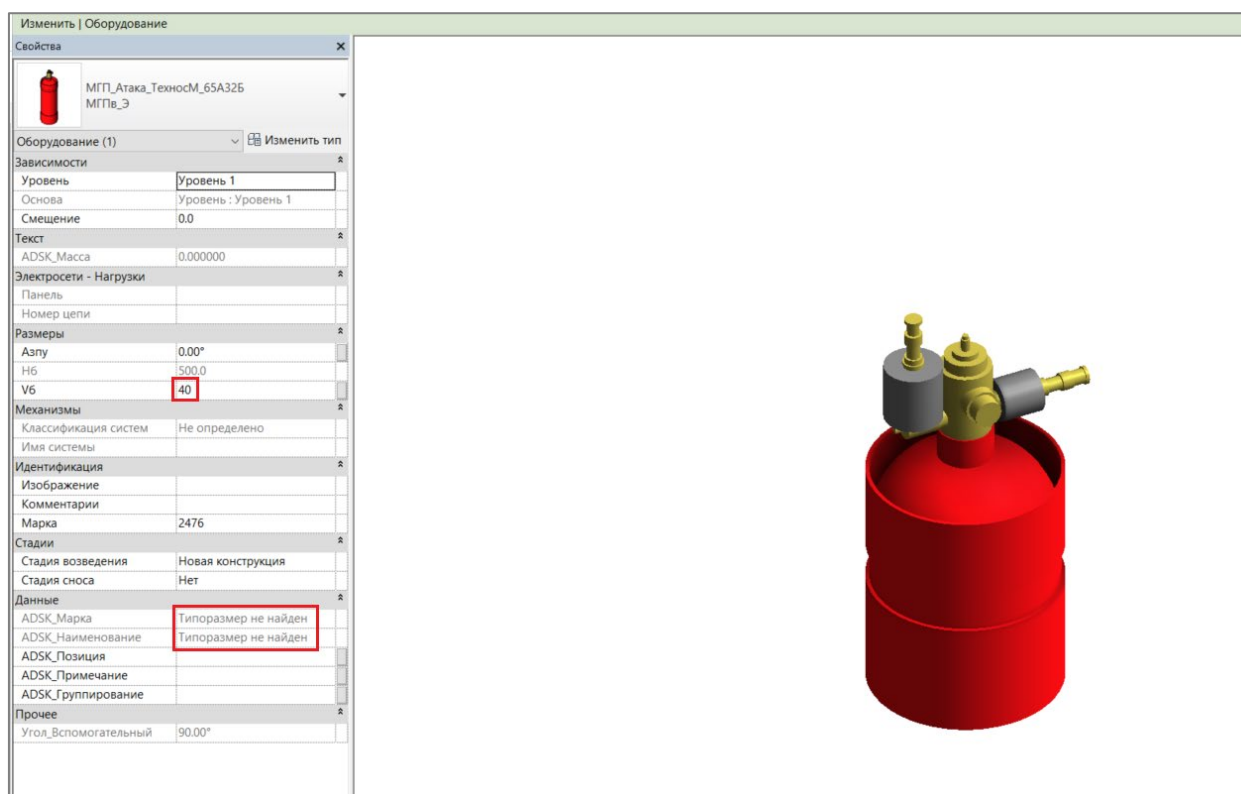 Изменить | Оборудование
Свойства
МГП_Атака_ТехносМ_65А32Б
МГПв_Э
Оборудование (1) Изменить тип
Зависимости
Уровень Уровень 1
Основа Уровень : Уровень 1
Смещение 0.0
Текст
ADSK_Масса 0.000000
Электросети - Нагрузки
Панель
Номер цепи
Размеры
Aзпу 0.00°
Hб 500.0
Vб 40
Механизмы
Классификация систем Не определено
Имя системы
Идентификация
Изображение
Комментарии
Марка 2476
Стадии
Стадия возведения Новая конструкция
Стадия сноса Нет
Данные
ADSK_Марка Типоразмер не найден
ADSK_Наименование Типоразмер не найден
ADSK_Позиция
ADSK_Примечание
ADSK_Группирование
Прочее
Угол_Вспомогательный 90.00°